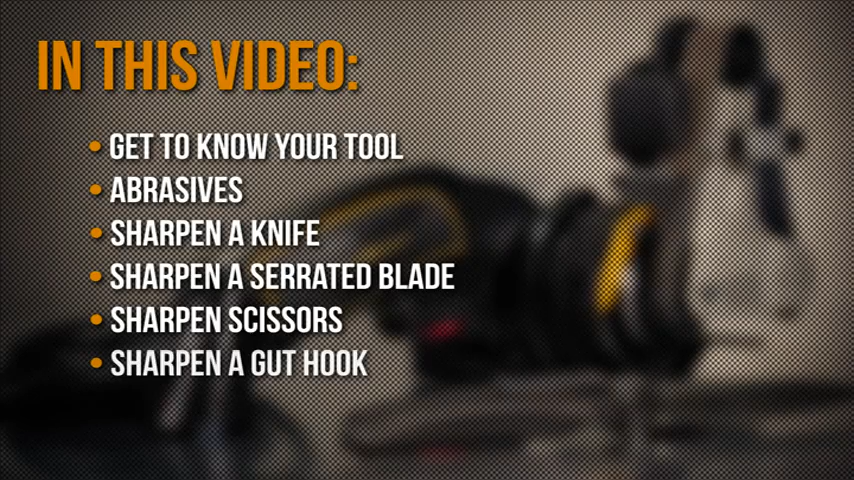 IN THIS VIDEO:
• GET TO KNOW YOUR TOOL
• ABRASIVES
• SHARPEN A KNIFE
• SHARPEN A SERRATED BLADE
• SHARPEN SCISSORS
• SHARPEN A GUT HOOK